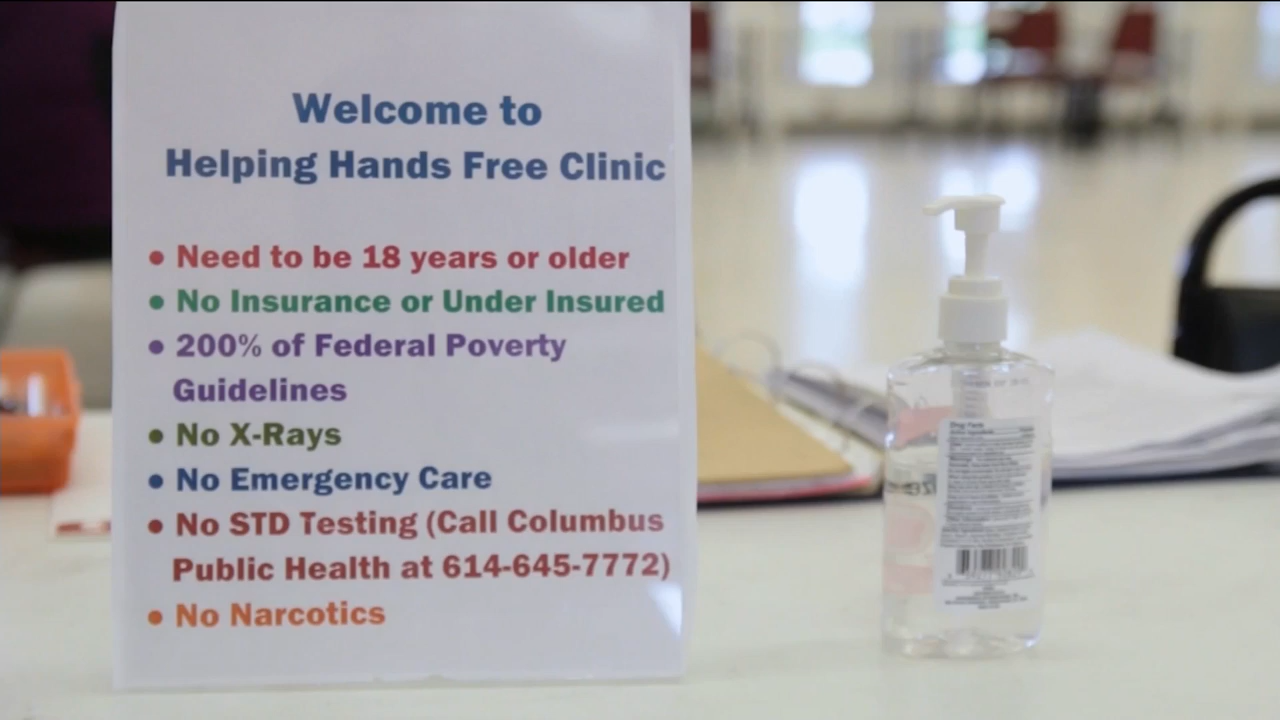 Welcome to
Helping Hands Free Clinic
• Need to be 18 years or older
• No Insurance or Under Insured
• 200% of Federal Poverty
Guidelines
• No X-Rays
• No Emergency Care
• No STD Testing (Call Columbus
Public Health at 614-645-7772)
• No Narcotics
Drug Facts